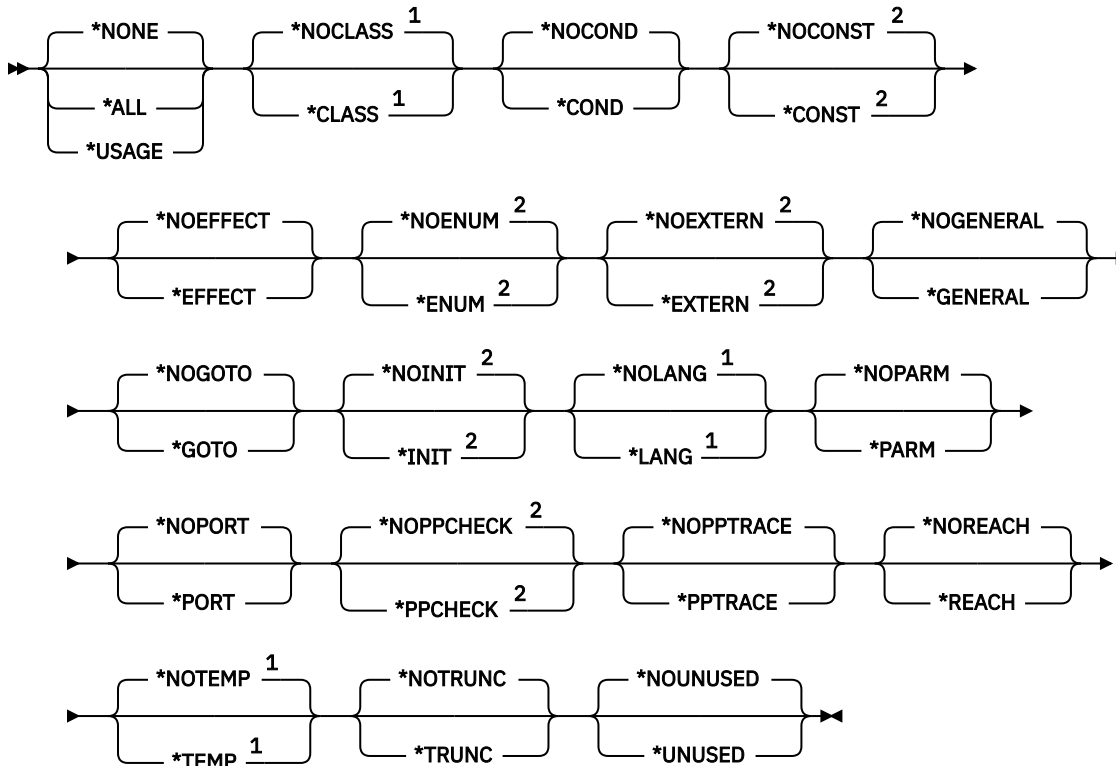 *NONE *NOCLASS 1 *NOCOND *NOCONST 2
*ALL *CLASS 1 *COND *CONST 2
*USAGE
*NOEFFECT *NOENUM 2 *NOEXTERN 2 *NOGENERAL
*EFFECT *ENUM 2 *EXTERN 2 *GENERAL
*NOGOTO *NOINIT 2 *NOLANG 1 *NOPARM
*GOTO *INIT 2 *LANG 1 *PARM
*NOPORT *NOPPCHECK 2 *NOPPTRACE *NOREACH
*PORT *PPCHECK 2 *PPTRACE *REACH
*NOTEMP 1 *NOTRUNC *NOUNUSED
*TEMP 1 *TRUNC *UNUSED